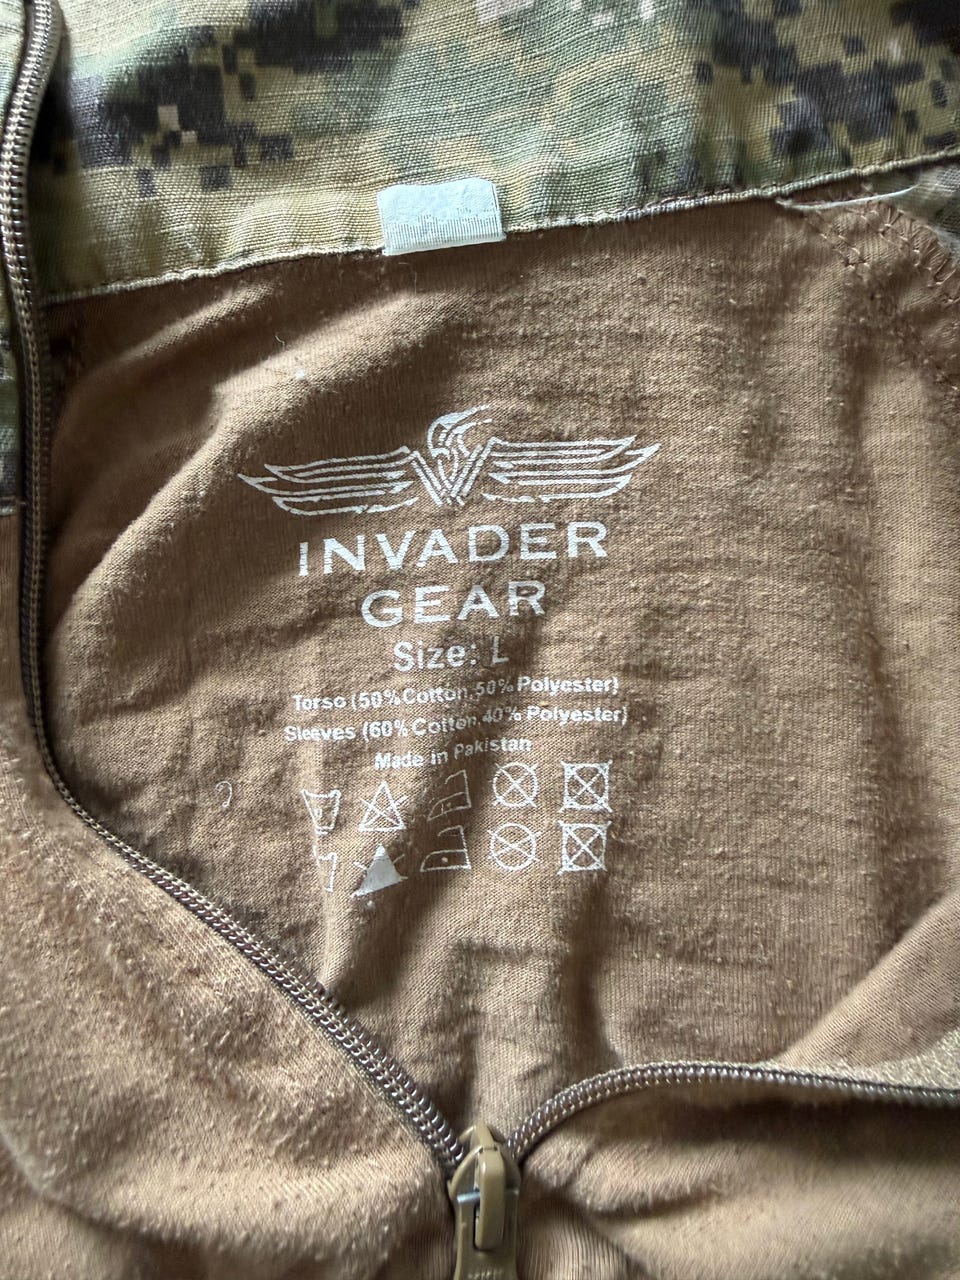 INVADER
GEAR
Size: L
Torso (50%Cotton,50%Polyester)
Sleeves (60% Cotton,40% Polyester)
Made in Pakistan